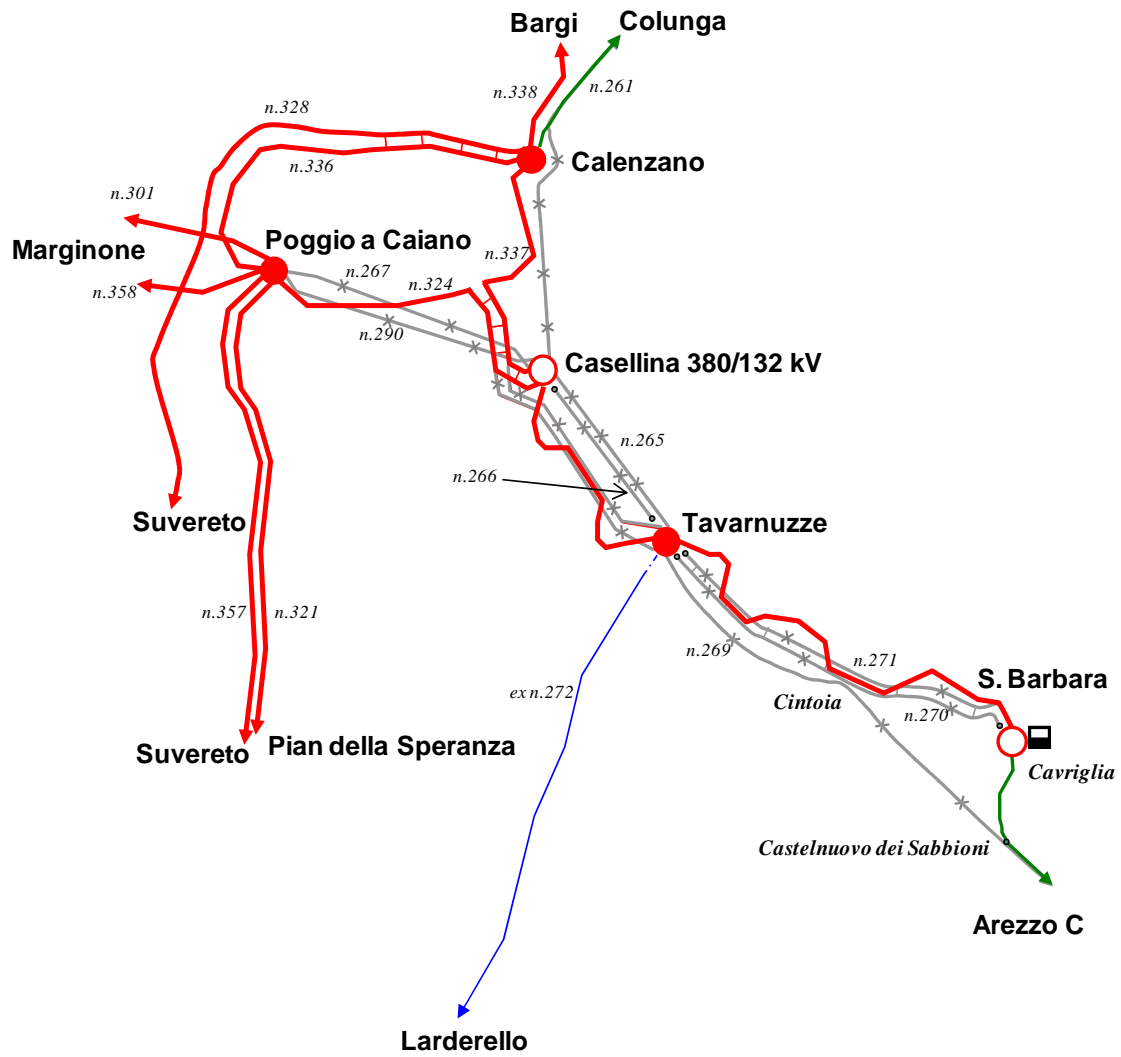 Bargi
Colunga
n.338
n.261
n.328
n.336
Calenzano
n.301
Marginone
Poggio a Caiano
n.337
n.267
n.324
n.358
n.290
Casellina 380/132 kV
n.265
n.266
Suvereto
Tavarnuzze
n.357
n.321
n.269
n.271
ex n.272
Cintoia
S. Barbara
n.270
Suvereto
Pian della Speranza
Cavriglia
Castelnuovo dei Sabbioni
Arezzo C
Larderello